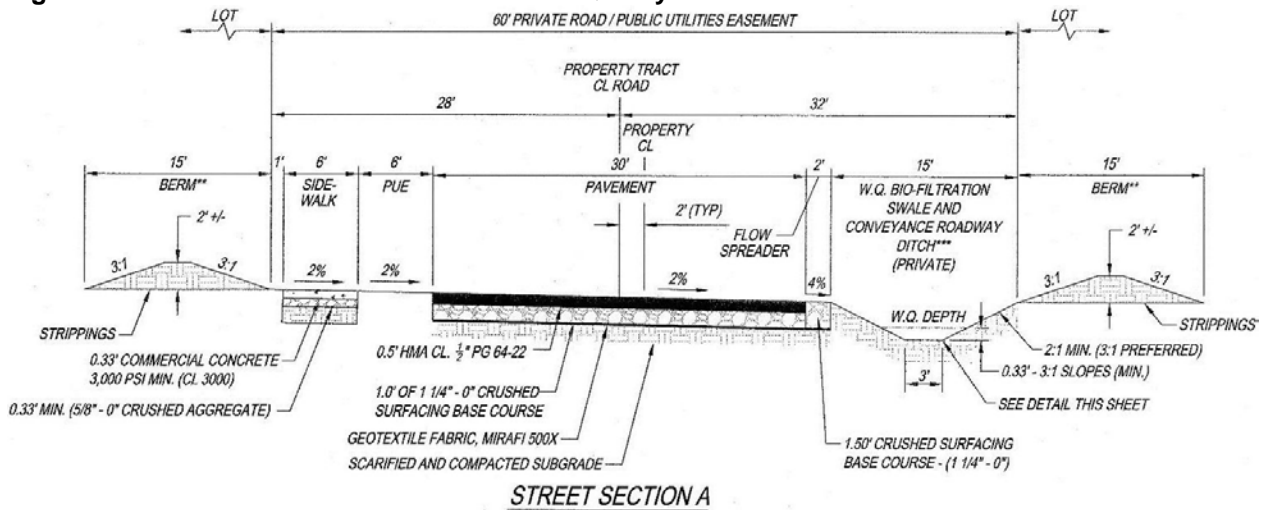 LOT
60' PRIVATE ROAD / PUBLIC UTILITIES EASEMENT
LOT
PROPERTY TRACT
CL ROAD
28'
32'
PROPERTY
CL
15'
BERM**
1'
6'
SIDE-
WALK
6'
PUE
30'
PAVEMENT
2'
15'
W.Q. BIO-FILTRATION
SWALE AND
CONVEYANCE ROADWAY
DITCH***
(PRIVATE)
15'
BERM**
2' +/-
2' (TYP)
FLOW
SPREADER
2' +/-
3:1
3:1
2%
2%
2%
4%
3:1
3:1
W.Q. DEPTH
STRIPPINGS
STRIPPINGS
0.33' COMMERCIAL CONCRETE
3,000 PSI MIN. (Cl. 3000)
0.33' MIN. (5/8" - 0" CRUSHED AGGREGATE)
0.5' HMA CL. ½" PG 64-22
1.0' OF 1 1/4" - 0" CRUSHED
SURFACING BASE COURSE
GEOTEXTILE FABRIC, MIRAFI 500X
SCARIFIED AND COMPACTED SUBGRADE
2:1 MIN. (3:1 PREFERRED)
0.33' - 3:1 SLOPES (MIN.)
3'
SEE DETAIL THIS SHEET
1.50' CRUSHED SURFACING
BASE COURSE - (1 1/4" - 0")
STREET SECTION A